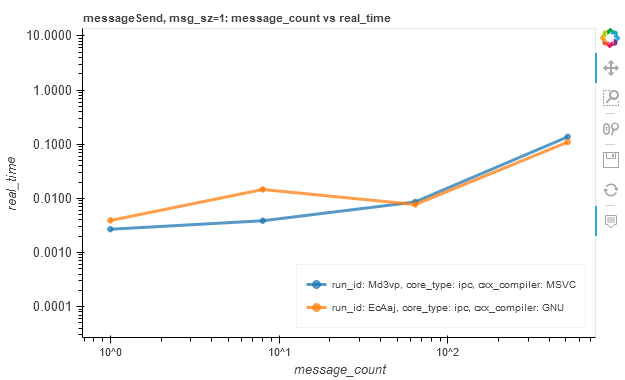 messageSend, msg_sz=1: message_count vs real_time
10.0000
1.0000
0.1000
0.0100
0.0010
0.0001
real_time
run_id: Md3vp, core_type: ipc, cxx_compiler: MSVC
run_id: EcAaj, core_type: ipc, cxx_compiler: GNU
10^0
10^1
10^2
message_count